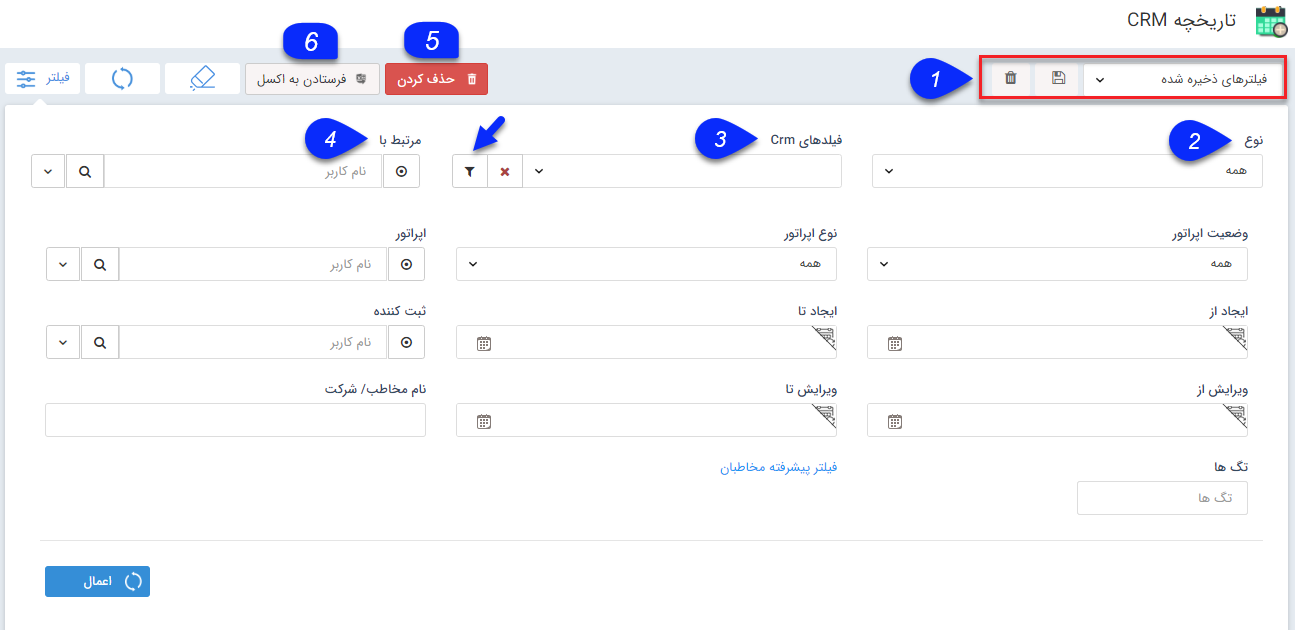 تاریخچه CRM
6
5
1
فیلترهای ذخیره شده
حذف کردن
فرستادن به اکسل
فیلتر
2
نوع
همه
3
فیلدهای Crm
4
مرتبط با
نام کاربر
وضعیت اپراتور
همه
نوع اپراتور
همه
اپراتور
نام کاربر
ایجاد از
ایجاد تا
ثبت کننده
نام کاربر
ویرایش از
ویرایش تا
نام مخاطب/ شرکت
تگ ها
تگ ها
فیلتر پیشرفته مخاطبان
اعمال